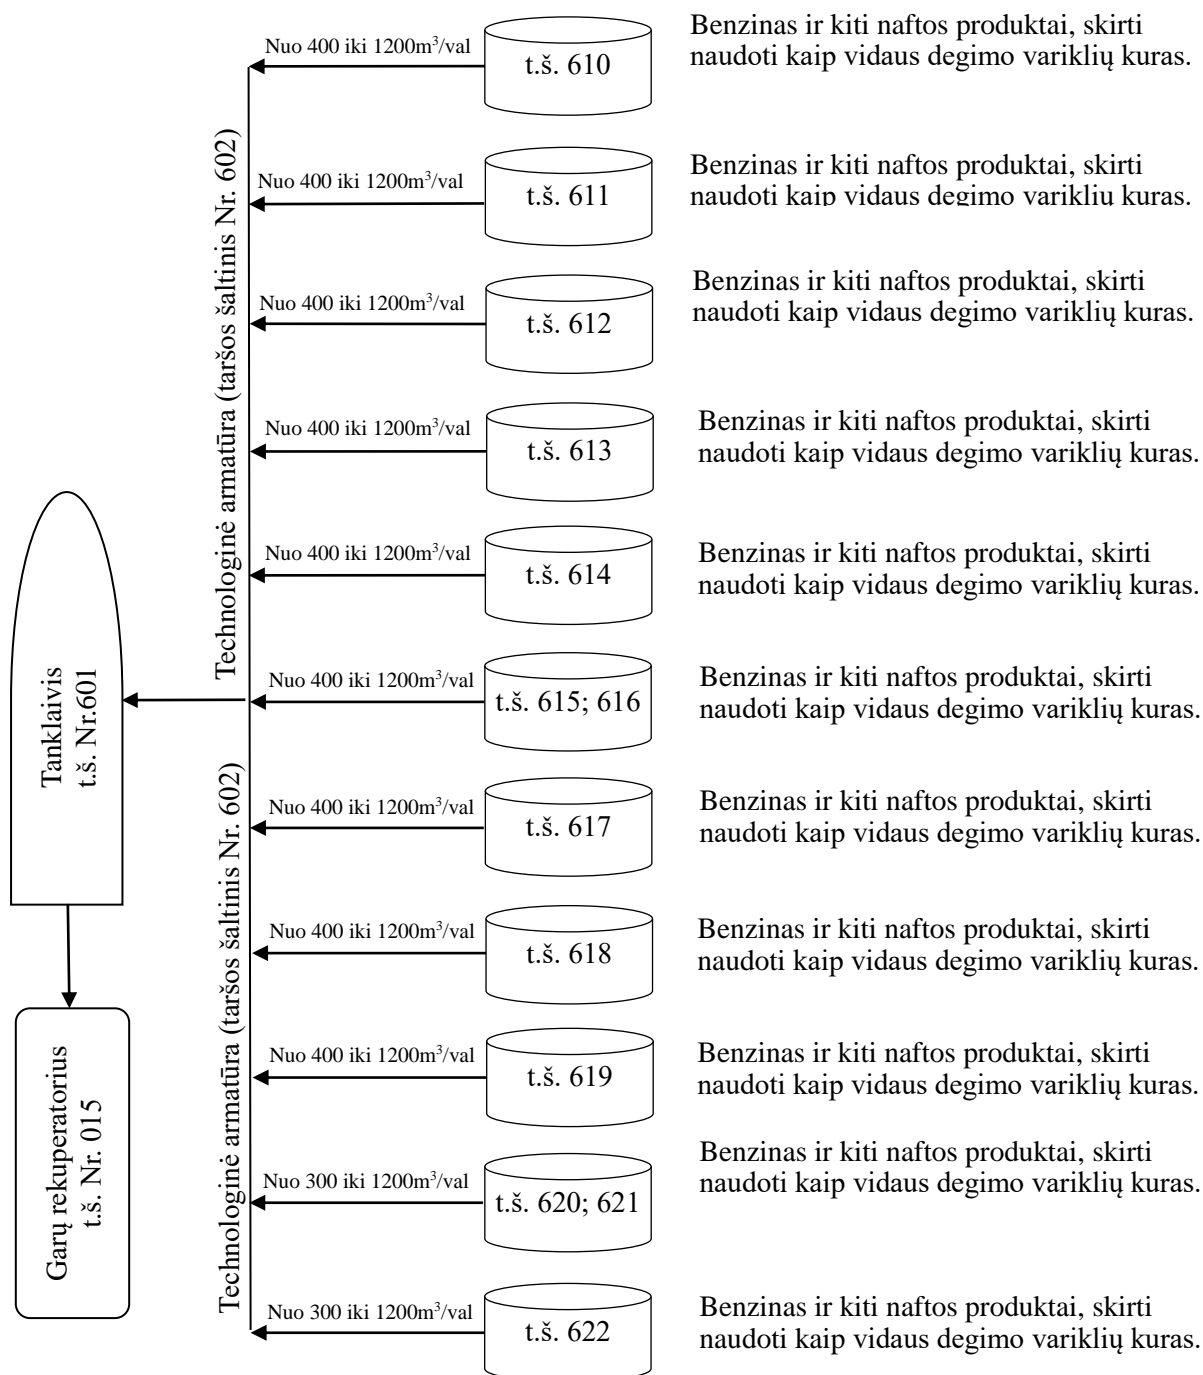 Nuo 400 iki 1200m³/val
t.š. 610
Benzinas ir kiti naftos produktai, skirti
naudoti kaip vidaus degimo variklių kuras.
Nuo 400 iki 1200m³/val
t.š. 611
Benzinas ir kiti naftos produktai, skirti
naudoti kaip vidaus degimo variklių kuras.
Nuo 400 iki 1200m³/val
t.š. 612
Benzinas ir kiti naftos produktai, skirti
naudoti kaip vidaus degimo variklių kuras.
Nuo 400 iki 1200m³/val
t.š. 613
Benzinas ir kiti naftos produktai, skirti
naudoti kaip vidaus degimo variklių kuras.
Nuo 400 iki 1200m³/val
t.š. 614
Benzinas ir kiti naftos produktai, skirti
naudoti kaip vidaus degimo variklių kuras.
Nuo 400 iki 1200m³/val
t.š. 615; 616
Benzinas ir kiti naftos produktai, skirti
naudoti kaip vidaus degimo variklių kuras.
Nuo 400 iki 1200m³/val
t.š. 617
Benzinas ir kiti naftos produktai, skirti
naudoti kaip vidaus degimo variklių kuras.
Nuo 400 iki 1200m³/val
t.š. 618
Benzinas ir kiti naftos produktai, skirti
naudoti kaip vidaus degimo variklių kuras.
Nuo 400 iki 1200m³/val
t.š. 619
Benzinas ir kiti naftos produktai, skirti
naudoti kaip vidaus degimo variklių kuras.
Nuo 300 iki 1200m³/val
t.š. 620; 621
Benzinas ir kiti naftos produktai, skirti
naudoti kaip vidaus degimo variklių kuras.
Nuo 300 iki 1200m³/val
t.š. 622
Benzinas ir kiti naftos produktai, skirti
naudoti kaip vidaus degimo variklių kuras.
Technologinė armatūra (taršos šaltinis Nr. 602)
Technologinė armatūra (taršos šaltinis Nr. 602)
Tanklaivis
t.š. Nr.601
Garų rekuperatorius
t.š. Nr. 015